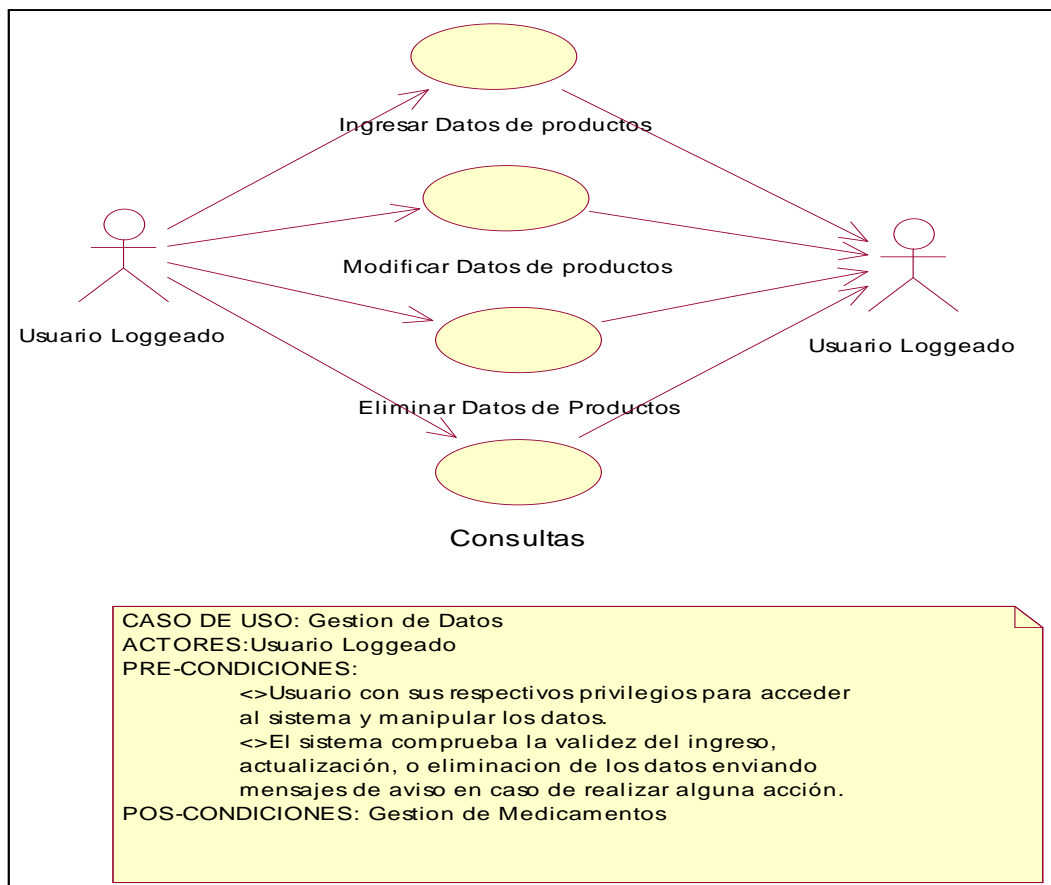 Ingresar Datos de productos
Modificar Datos de productos
Usuario Loggeado
Usuario Loggeado
Eliminar Datos de Productos
Consultas
CASO DE USO: Gestion de Datos
ACTORES:Usuario Loggeado
PRE-CONDICIONES:
<>Usuario con sus respectivos privilegios para acceder
al sistema y manipular los datos.
<>El sistema comprueba la validez del ingreso,
actualización, o eliminacion de los datos enviando
mensajes de aviso en caso de realizar alguna acción.
POS-CONDICIONES: Gestion de Medicamentos